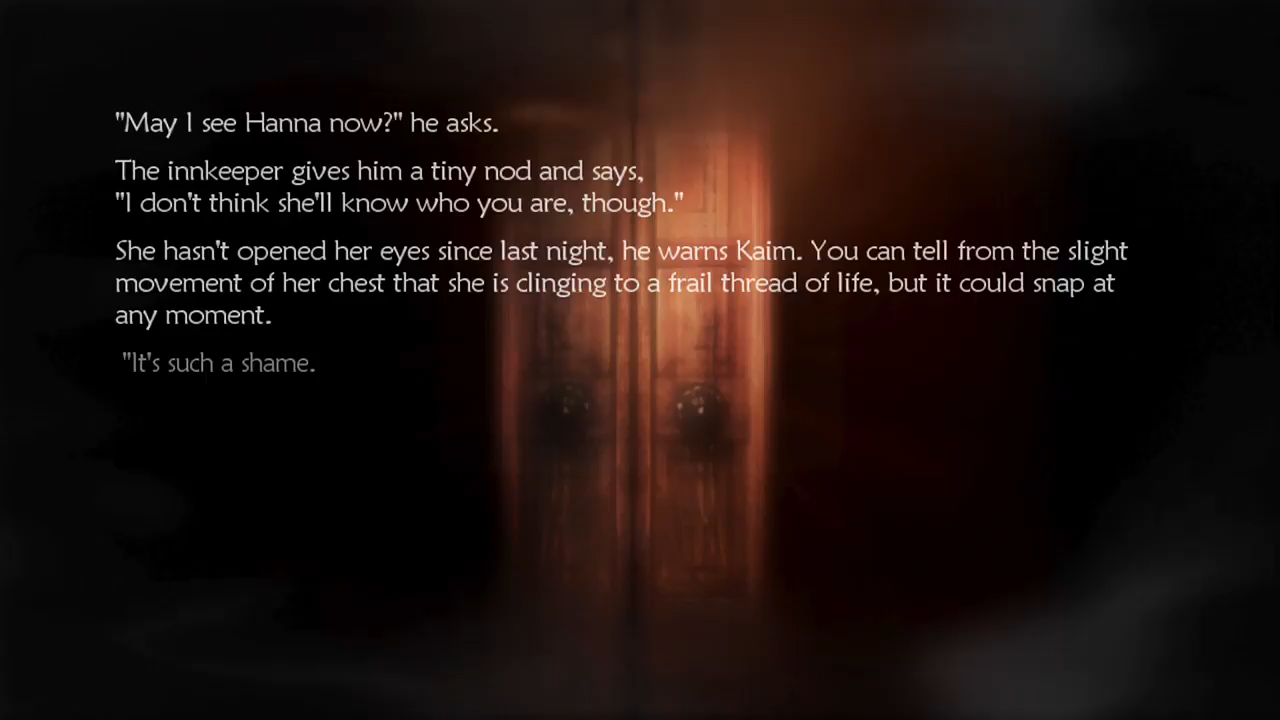 "May I see Hanna now?" he asks.
The innkeeper gives him a tiny nod and says,
"I don't think she'll know who you are, though."
She hasn't opened her eyes since last night, he warns Kaim. You can tell from the slight
movement of her chest that she is clinging to a frail thread of life, but it could snap at
any moment.
"It's such a shame.